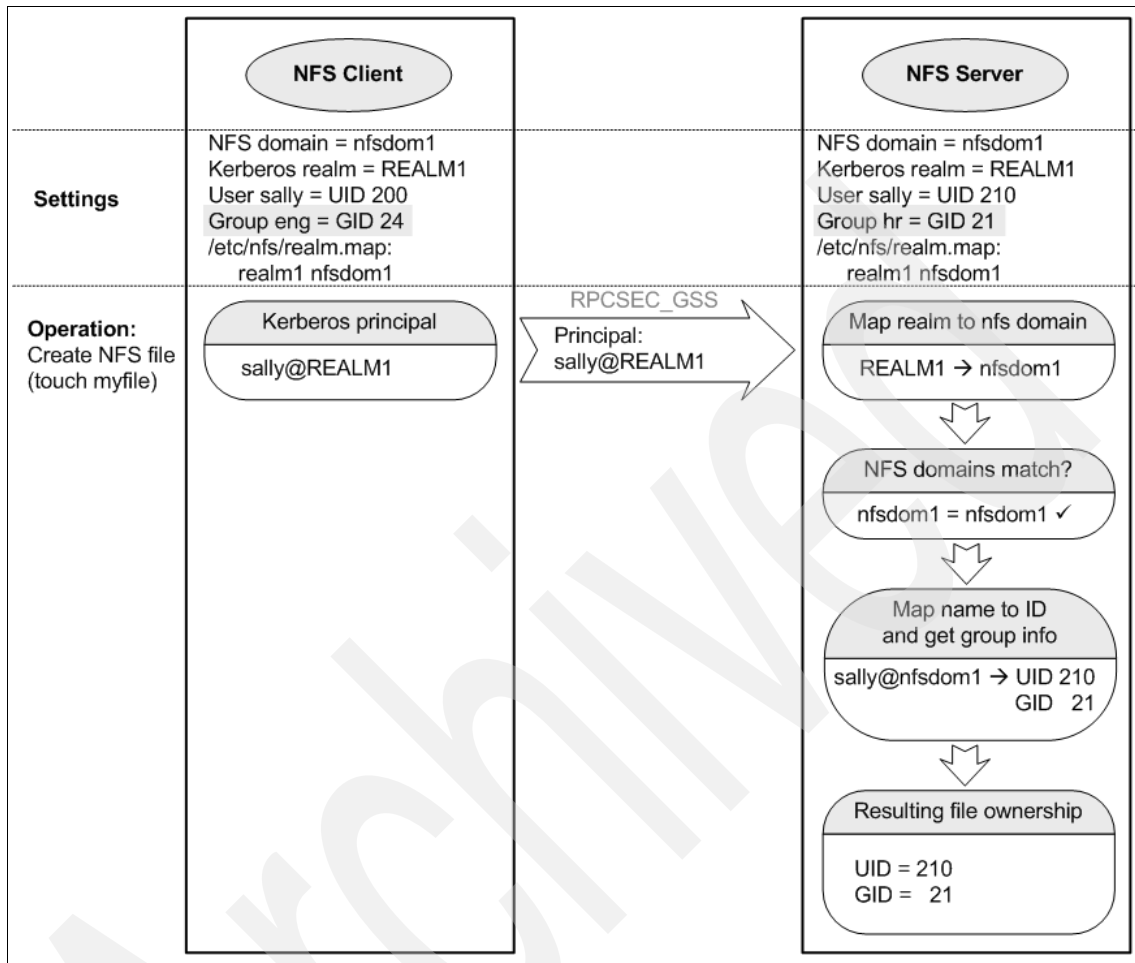 NFS Client
NFS Server
Settings
NFS domain = nfsdom1
Kerberos realm = REALM1
User sally = UID 200
Group eng = GID 24
/etc/nfs/realm.map:
realm1 nfsdom1
NFS domain = nfsdom1
Kerberos realm = REALM1
User sally = UID 210
Group hr = GID 21
/etc/nfs/realm.map:
realm1 nfsdom1
Operation:
Create NFS file
(touch myfile)
Kerberos principal
sally@REALM1
RPCSEC_GSS
Principal:
sally@REALM1
Map realm to nfs domain
REALM1 → nfsdom1
NFS domains match?
nfsdom1 = nfsdom1 ✓
Map name to ID
and get group info
sally@nfsdom1 → UID 210
GID 21
Resulting file ownership
UID = 210
GID = 21
Archived